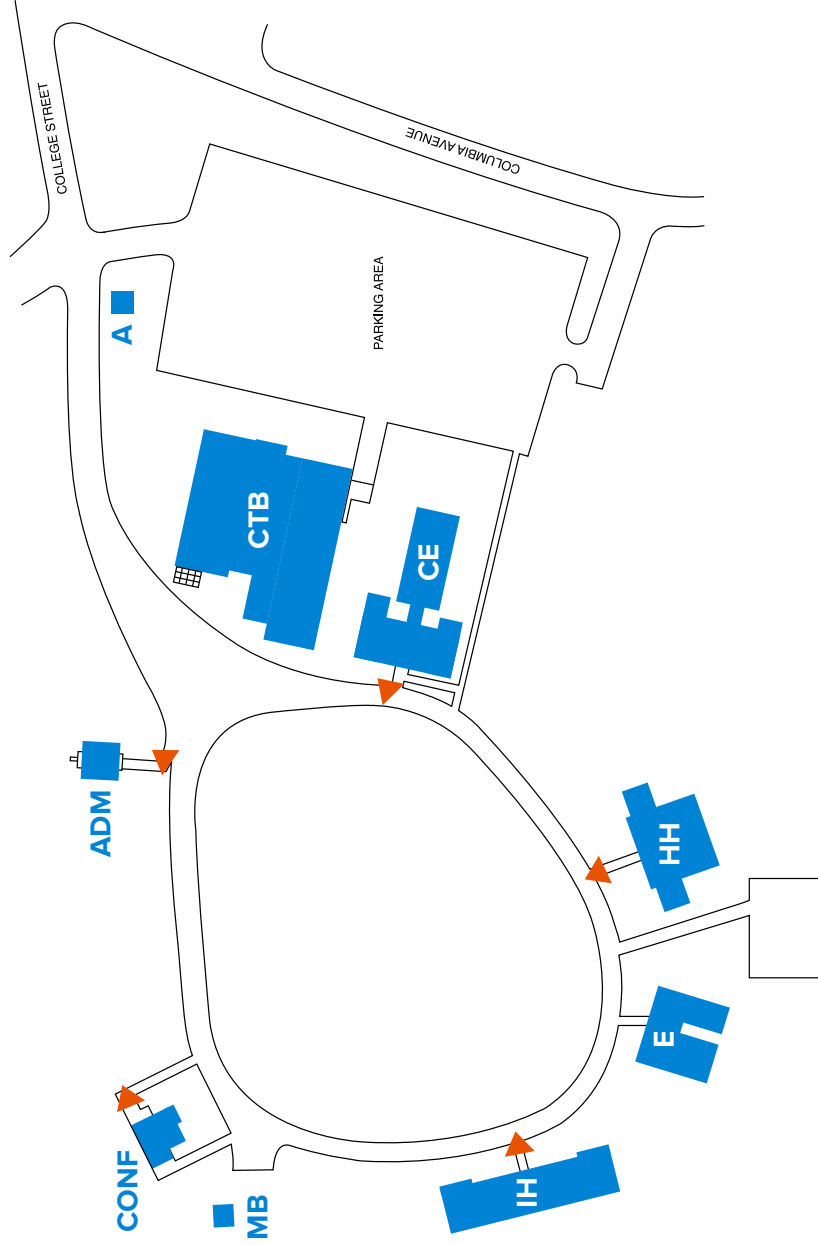 COLLEGE STREET
COLUMBIA AVENUE
A
PARKING AREA
CTB
CE
ADM
HH
E
CONF
IH
MB